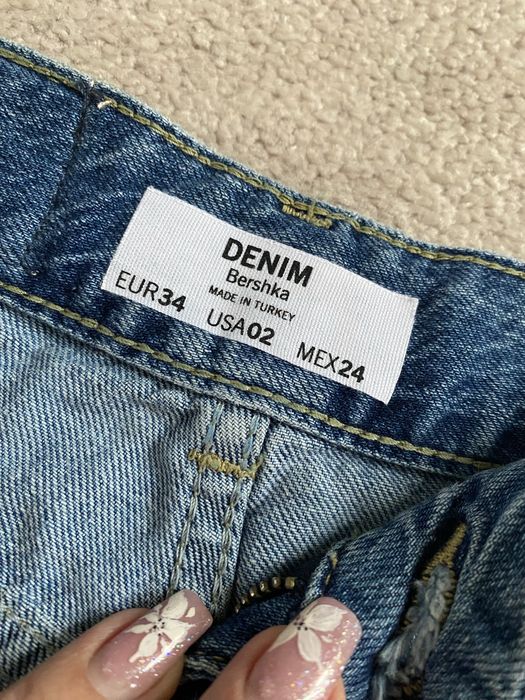 DENIM
Bershka
MADE IN TURKEY
EUR34 USA02 MEX24